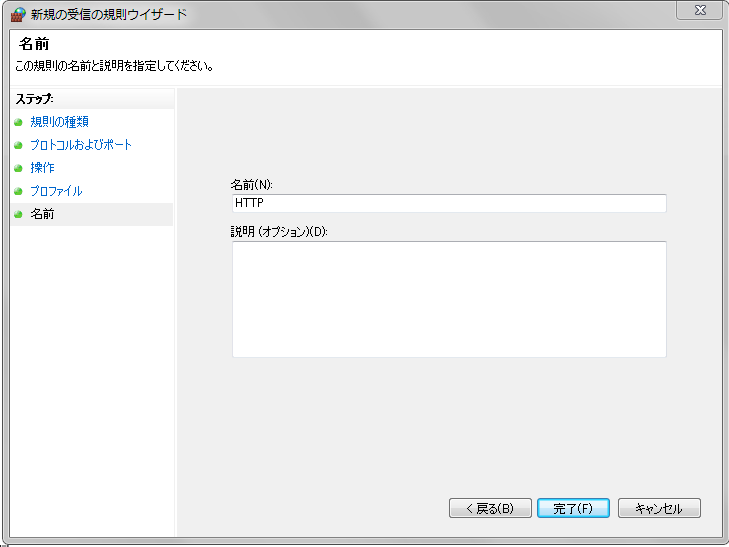 新規の受信の規則ウイザード
名前
この規則の名前と説明を指定してください。
ステップ:
規則の種類
プロトコルおよびポート
操作
プロファイル
名前
名前(N):
HTTP
説明 (オプション)(D):
< 戻る(B)
完了(F)
キャンセル